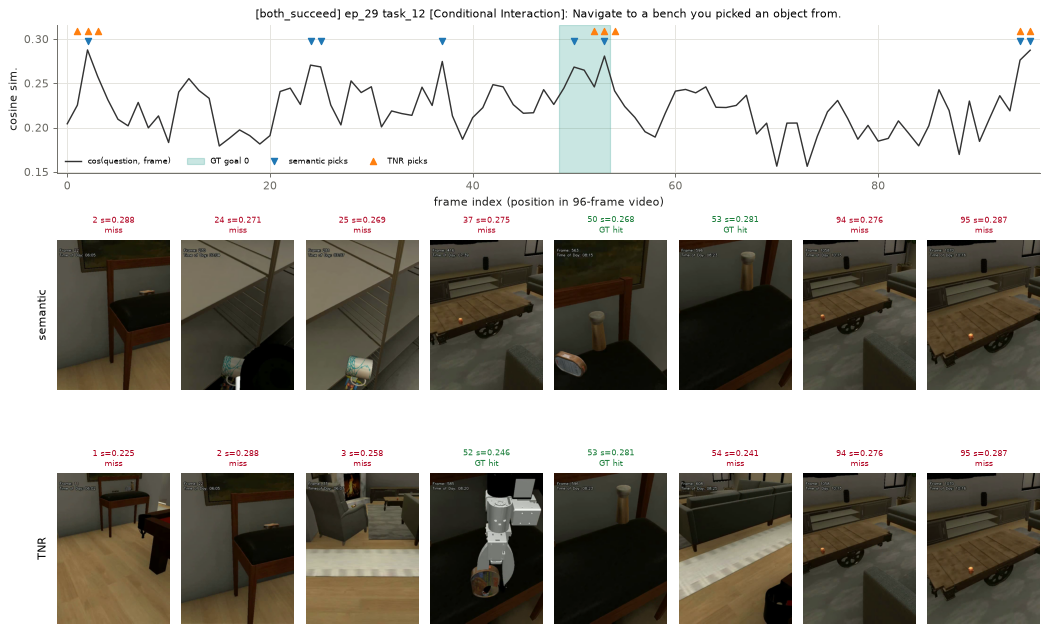 [both_succeed] ep_29 task_12 [Conditional Interaction]: Navigate to a bench you picked an object from.
0.30
0.25
0.20
0.15
cosine sim.
cos(question, frame)
GT goal 0
semantic picks
TNR picks
0
20
40
60
80
frame index (position in 96-frame video)
2 s=0.288
miss
24 s=0.271
miss
25 s=0.269
miss
37 s=0.275
miss
50 s=0.268
GT hit
53 s=0.281
GT hit
94 s=0.276
miss
95 s=0.287
miss
semantic
1 s=0.225
miss
2 s=0.288
miss
3 s=0.258
miss
52 s=0.246
GT hit
53 s=0.281
GT hit
54 s=0.241
miss
94 s=0.276
miss
95 s=0.287
miss
TNR